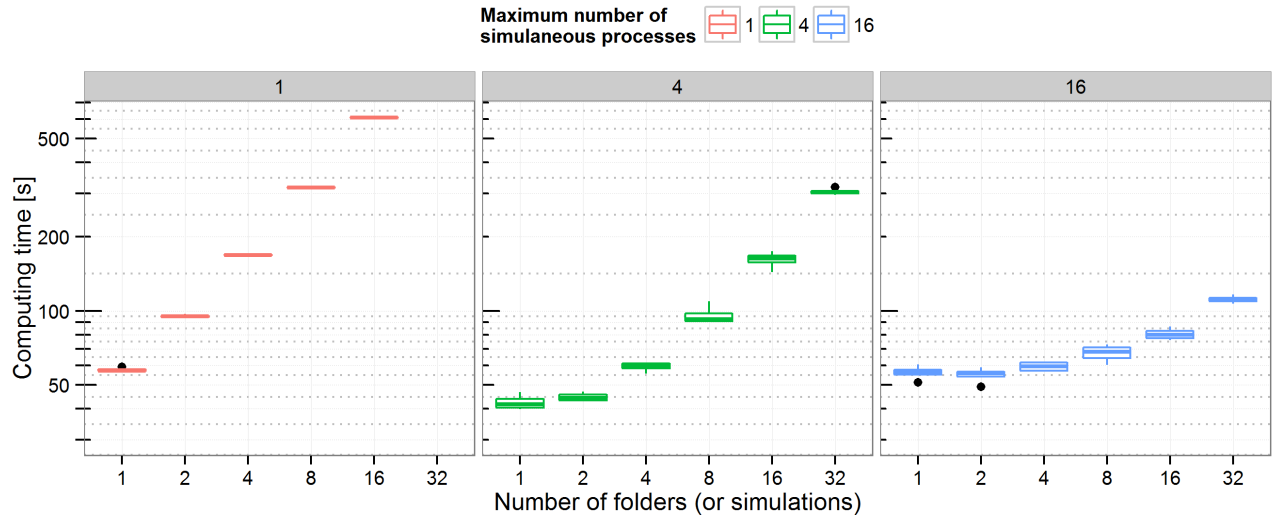 Maximum number of
simulaneous processes 1 4 16
1 4 16
Computing time [s]
500
200
100
50
1 2 4 8 16 32 1 2 4 8 16 32 1 2 4 8 16 32
Number of folders (or simulations)